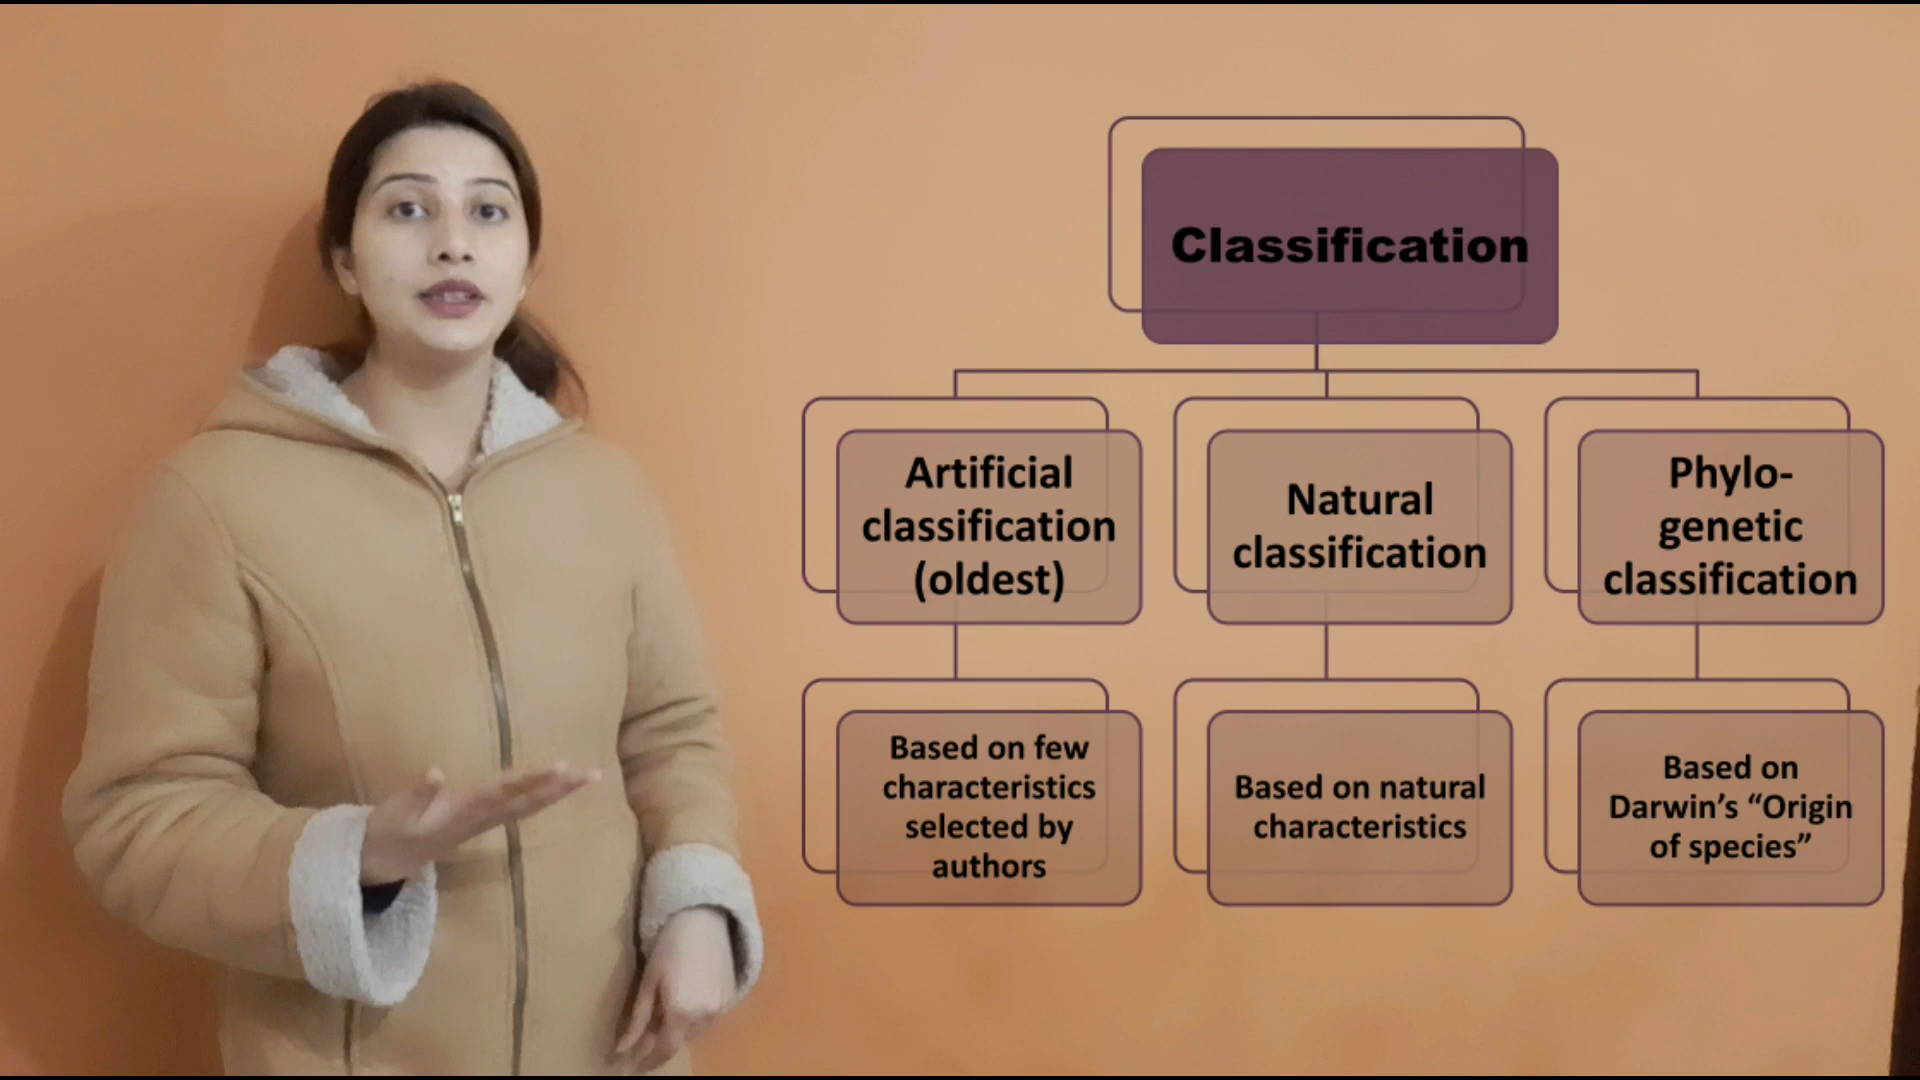 Classification
Artificial
classification
(oldest)
Natural
classification
Phylo-
genetic
classification
Based on few
characteristics
selected by
authors
Based on natural
characteristics
Based on
Darwin’s “Origin
of species”